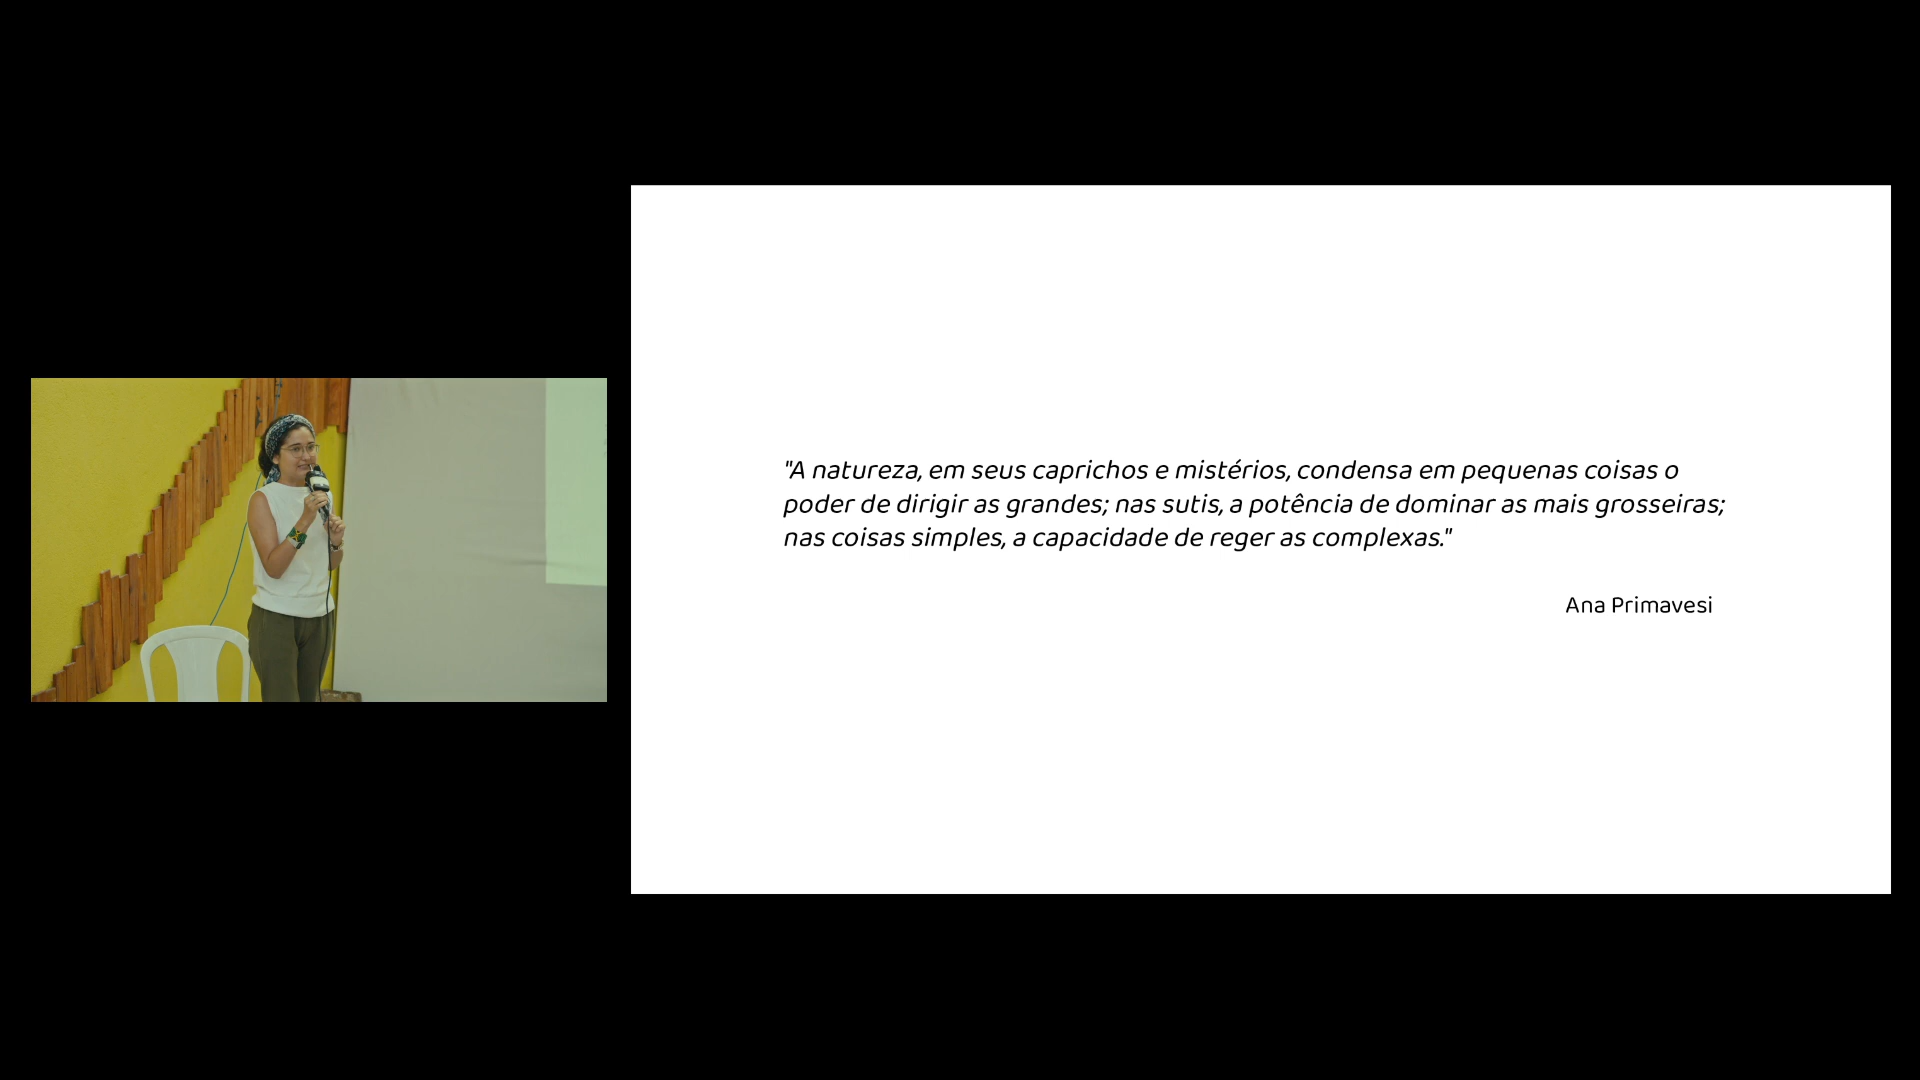 "A natureza, em seus caprichos e mistérios, condensa em pequenas coisas o
poder de dirigir as grandes; nas sutis, a potência de dominar as mais grosseiras;
nas coisas simples, a capacidade de reger as complexas."
Ana Primavesi